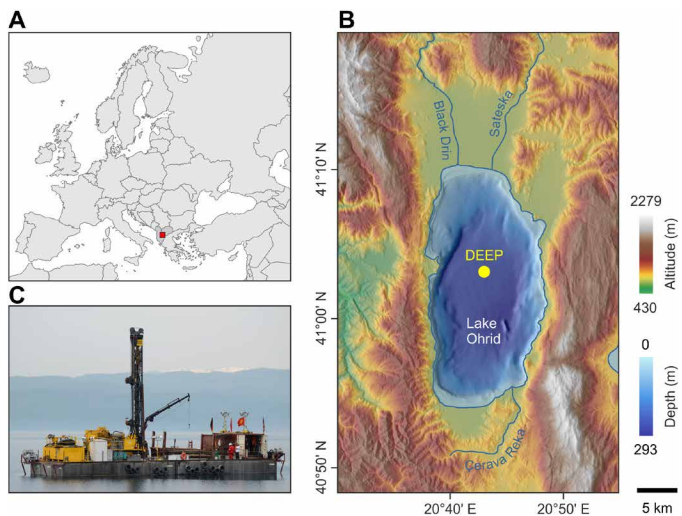 A
B
Black Drin
Sateska
41°10' N
DEEP
41°00' N
Lake
Ohrid
Cerava Reka
40°50' N
20°40' E
20°50' E
2279
Altitude (m)
430
0
Depth (m)
293
5 km
C